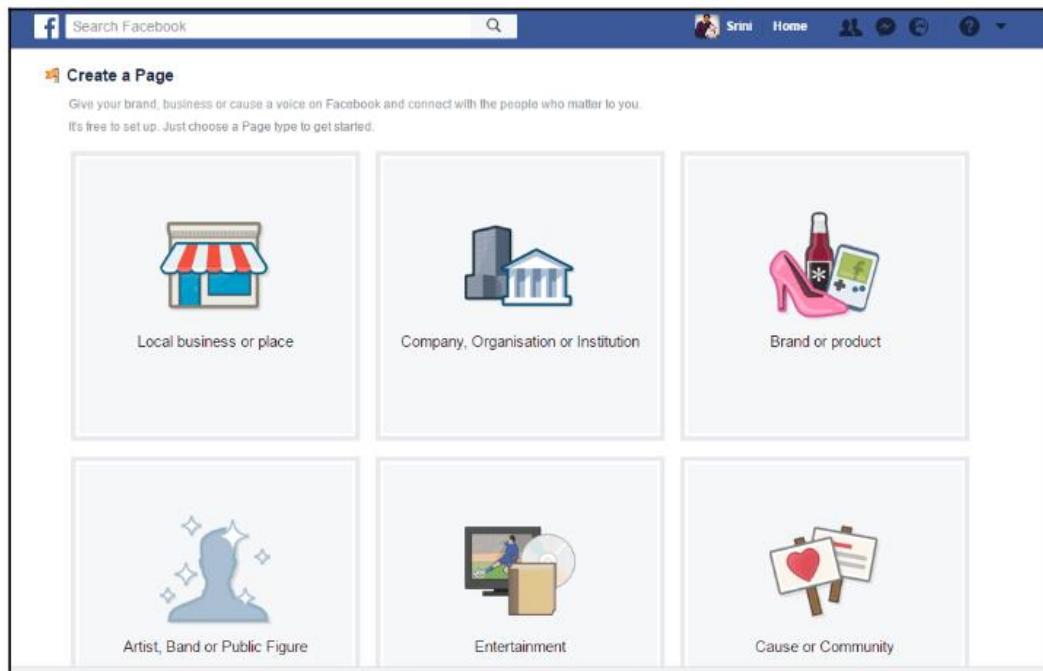 f Search Facebook Srini Home
Create a Page
Give your brand, business or cause a voice on Facebook and connect with the people who matter to you.
It's free to set up. Just choose a Page type to get started.
Local business or place Company, Organisation or Institution Brand or product
Artist, Band or Public Figure Entertainment Cause or Community